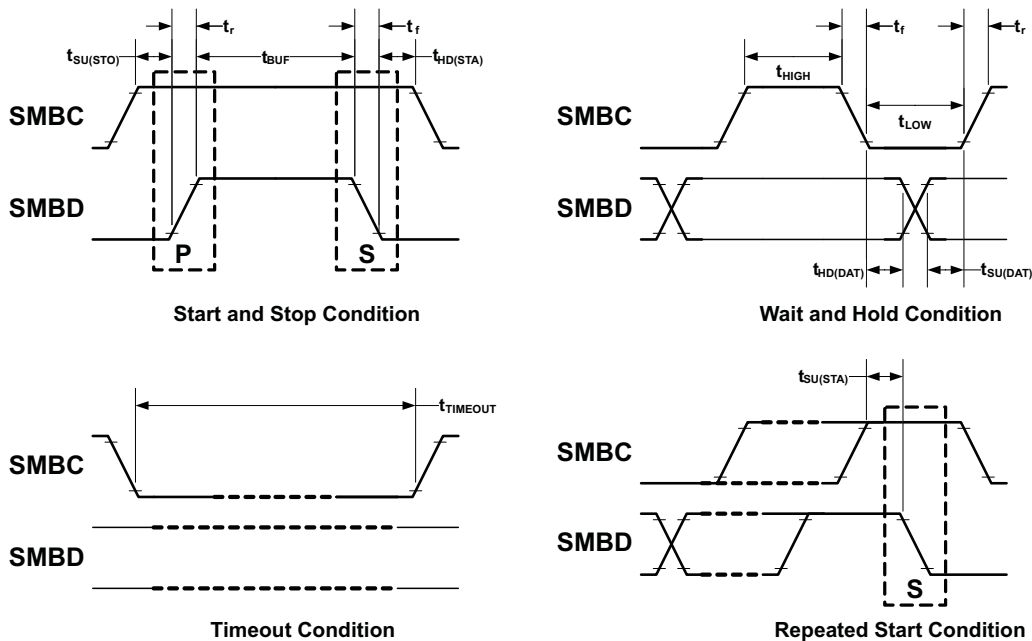 tr
tf
tSU(STO)
tBUF
tHD(STA)
SMBC
SMBD
P
S
Start and Stop Condition
tf
tr
tHIGH
SMBC
tLOW
SMBD
tHD(DAT)
tSU(DAT)
Wait and Hold Condition
tTIMEOUT
SMBC
SMBD
Timeout Condition
tSU(STA)
SMBC
SMBD
S
Repeated Start Condition